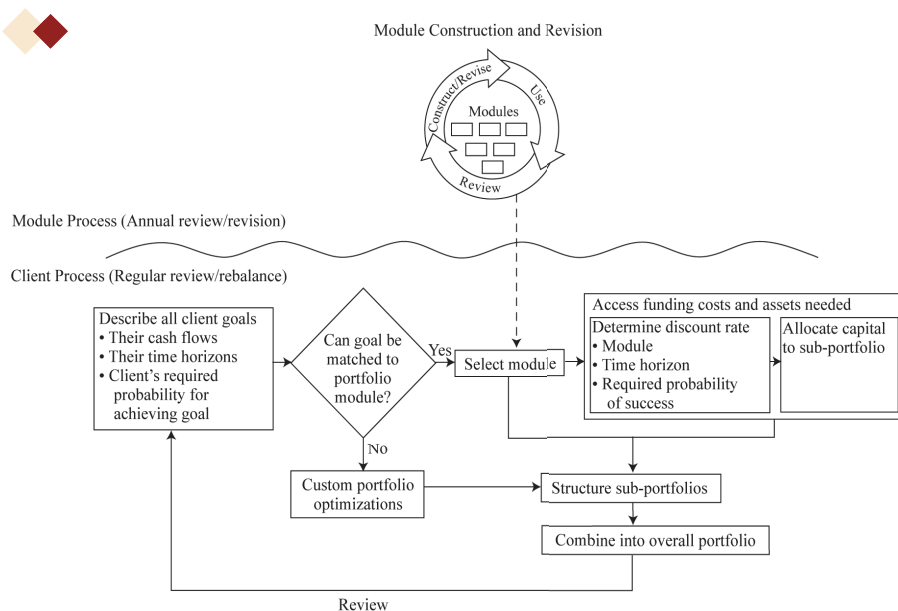 Module Construction and Revision
Construct/Revise
Use
Modules
Review
Module Process (Annual review/revision)
Client Process (Regular review/rebalance)
Describe all client goals
• Their cash flows
• Their time horizons
• Client's required
probability for
achieving goal
Can goal be
matched to
portfolio
module?
Yes
Select module
Access funding costs and assets needed
Determine discount rate
• Module
• Time horizon
• Required probability
of success
Allocate capital
to sub-portfolio
No
Custom portfolio
optimizations
Structure sub-portfolios
Combine into overall portfolio
Review